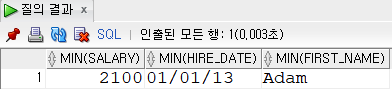 질의 결과 x
SQL | 인출된 모든 행: 1(0,003초)
MIN(SALARY) MIN(HIRE_DATE) MIN(FIRST_NAME)
1 2100 01/01/13 Adam